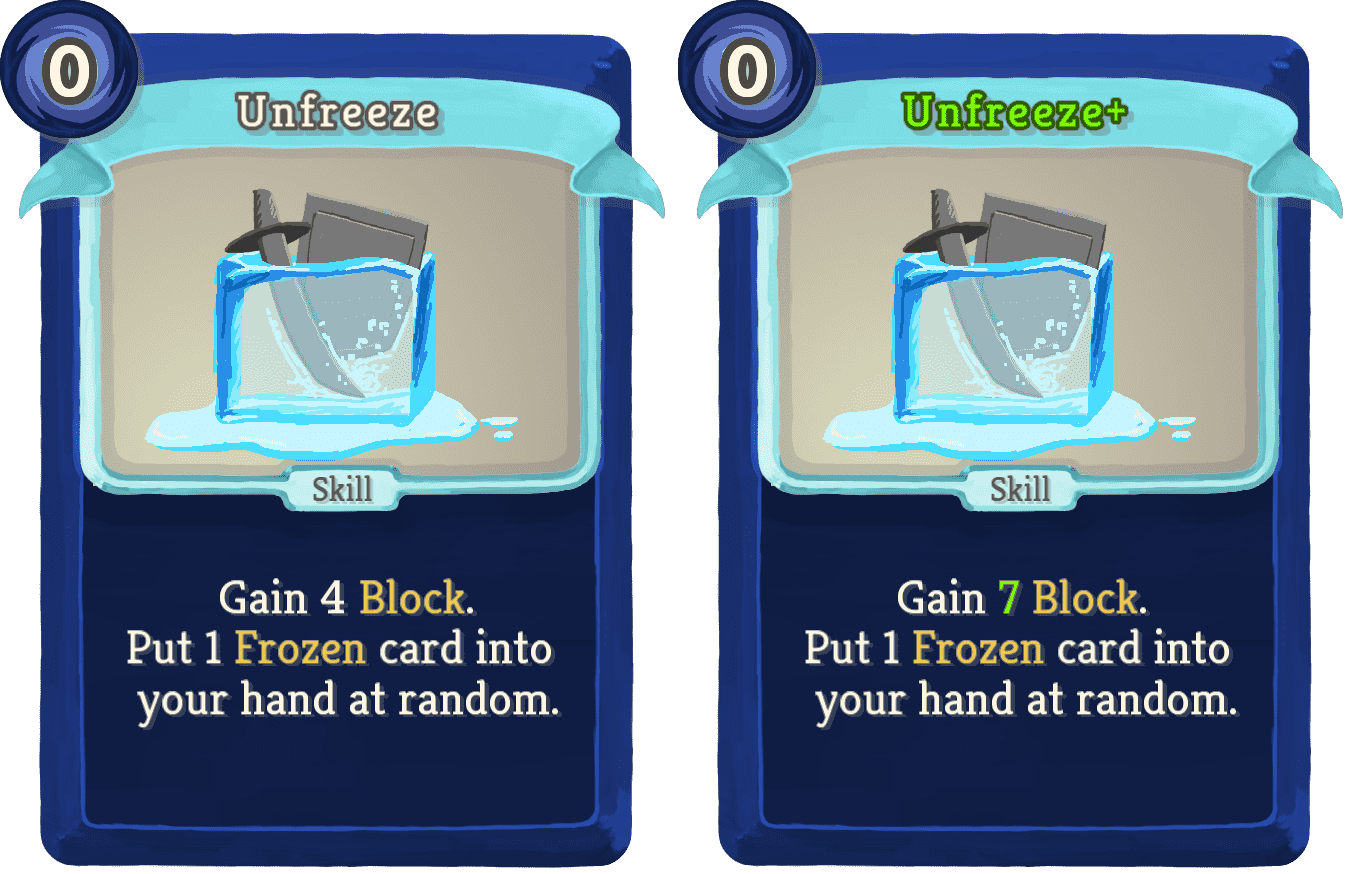 0
Unfreeze
Skill
Gain 4 Block.
Put 1 Frozen card into
your hand at random.
0
Unfreeze+
Skill
Gain 7 Block.
Put 1 Frozen card into
your hand at random.